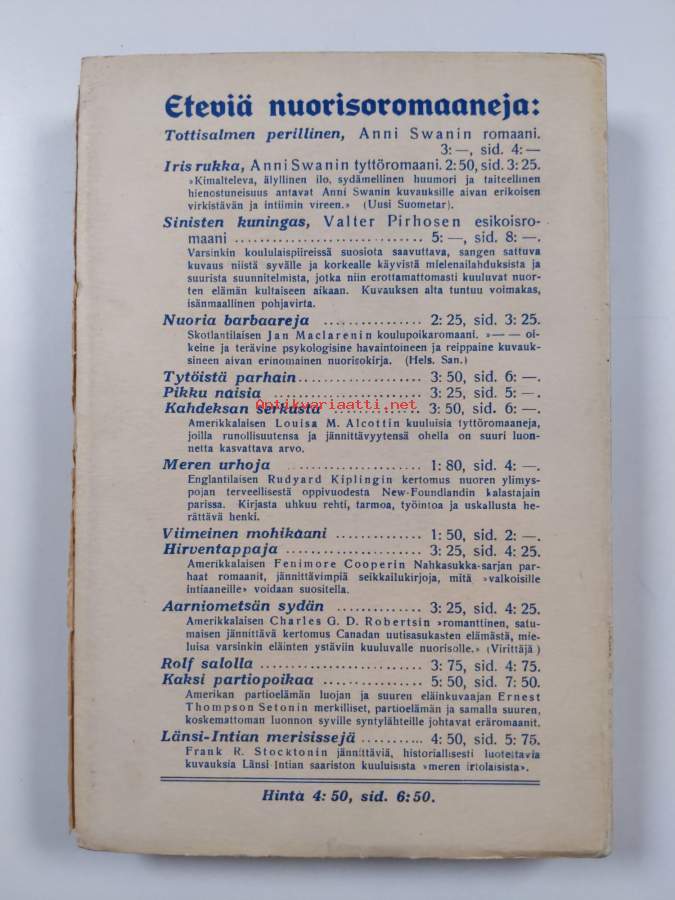 Eteviä nuorisoromaaneja:
Tottisalmen perillinen, Anni Swanin romaani.
3: —, sid. 4: —
Iris rukka, Anni Swanin tyttöromaani. 2: 50, sid. 3: 25.
»Kimalteleva, älyllinen ilo, sydämellinen huumori ja taiteellinen
hienostuneisuus antavat Anni Swanin kuvauksille aivan erikoisen
virkistävän ja intiimin vireen.» (Uusi Suometar).
Sinisten kuningas, Valter Pirhosen esikoisro-
maani .............................. 5: —, sid. 8: —.
Varsinkin koululaispiireissä suosiota saavuttava, sangen sattuva
kuvaus niistä syvälle ja korkealle käyvistä mielenailahduksista ja
suurista suunnitelmista, jotka niin erottamattomasti kuuluvat nuor-
ten elämän kultaiseen aikaan. Kuvauksen alta tuntuu voimakas,
isänmaallinen pohjavirta.
Nuoria barbaareja ................ 2: 25, sid. 3: 25.
Skotlantilaisen Jan Maclarenin koulupoikaromaani. »— — oi-
keine ja terävine psykologisine havaintoineen ja reippaine kuvauk-
sineen aivan erinomainen nuorisokirja. (Hels. San.)
Tytöistä parhain.................... 3: 50, sid. 6: —.
Pikku naisia ......................... 3: 25, sid. 5: —.
Antikvariaatti.net
Kahdeksan serkusta ................ 3: 50, sid. 6: —.
Amerikkalaisen Louisa M. Alcottin kuuluisia tyttöromaaneja,
joilla runollisuutensa ja jännittävyytensä ohella on suuri luon-
netta kasvattava arvo.
Meren urhoja ...................... 1: 80, sid. 4: —.
Englantilaisen Rudyard Kiplingin kertomus nuoren ylimys-
pojan terveellisestä oppivuodesta New-Foundlandin kalastajain
parissa. Kirjasta uhkuu rehti, tarmoa, työintoa ja uskallusta he-
rättävä henki.
Viimeinen mohikaani .............. 1: 50, sid. 2: —.
Hirventappaja ...................... 3: 25, sid. 4: 25.
Amerikkalaisen Fenimore Cooperin Nahkasukka-sarjan par-
haat romaanit, jännittävimpiä seikkailukirjoja, mitä »valkoisille
intiaaneille» voidaan suositella.
Aarniometsän sydän .............. 3: 25, sid. 4: 25.
Amerikkalaisen Charles G. D. Robertsin »romanttinen, satu-
maisen jännittävä kertomus Canadan uutisasukasten elämästä, mie-
luisa varsinkin eläinten ystäviin kuuluvalle nuorisolle.» (Virittäjä)
Rolf salolla .......................... 3: 75, sid. 4: 75.
Kaksi partiopoikaa ................ 5: 50, sid. 7: 50.
Amerikan partioelämän luojan ja suuren eläinkuvaajan Ernest
Thompson Setonin merkilliset, partioelämän ja samalla suuren,
koskemattoman luonnon syville syntylähteille johtavat eräromaanit.
Länsi-Intian merisissejä ........... 4: 50, sid. 5: 75.
Frank R. Stocktonin jännittäviä, historiallisesti luotettavia
kuvauksia Länsi-Intian saariston kuuluisista »meren irtolaisista».
Hinta 4: 50, sid. 6: 50.